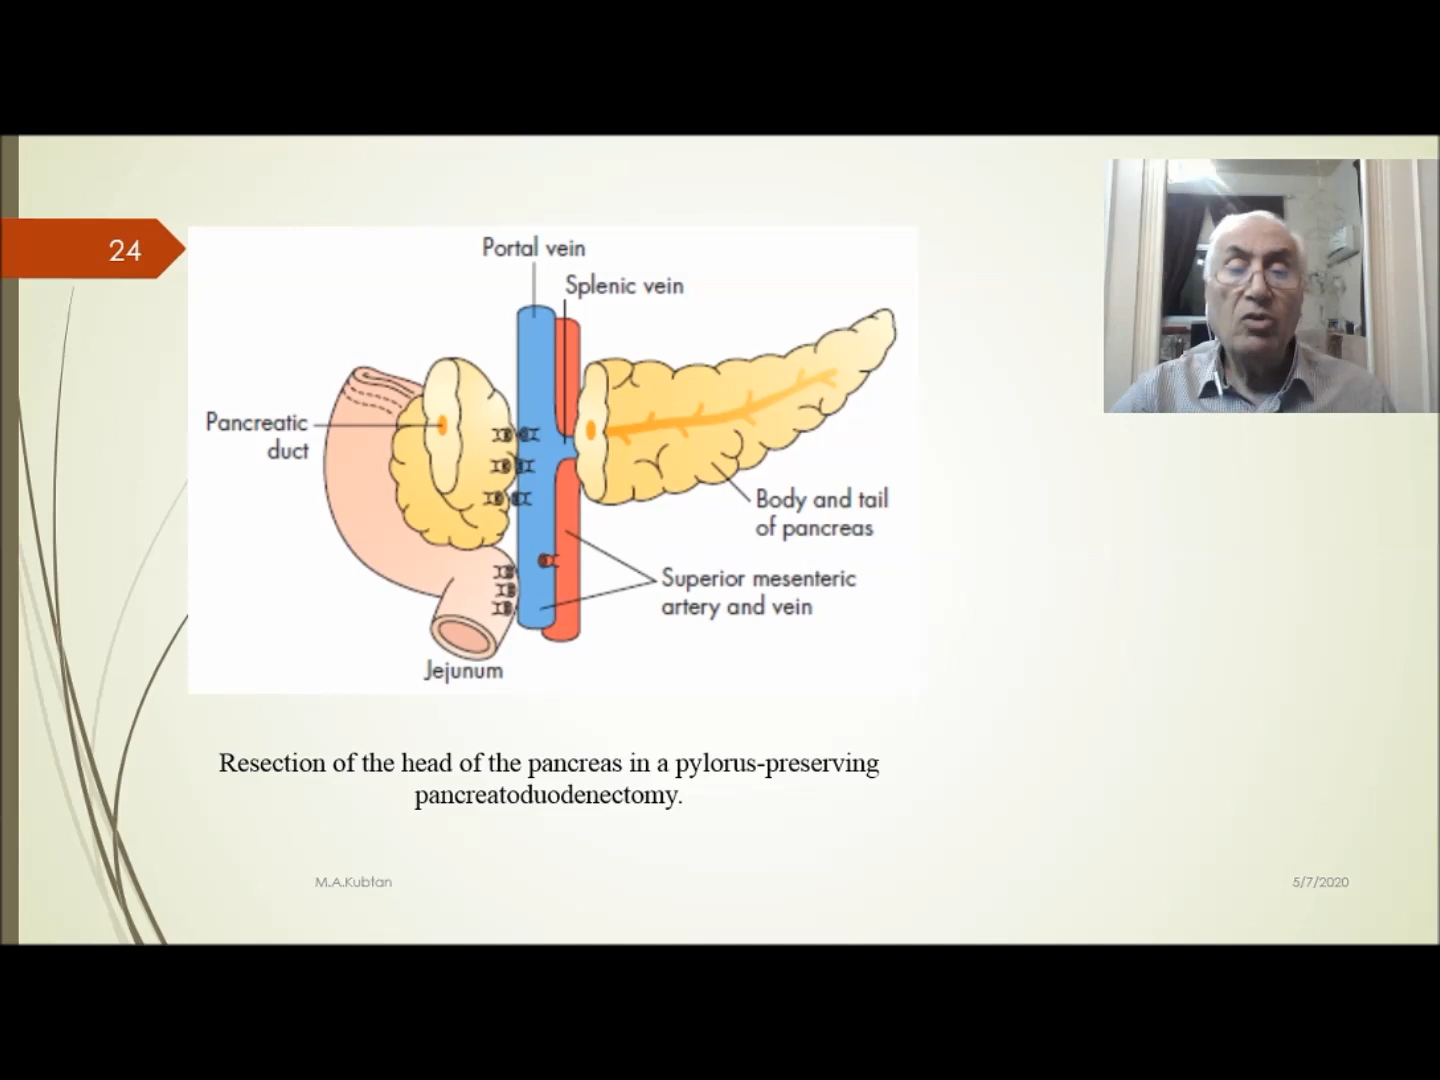 24
Portal vein
Splenic vein
Pancreatic
duct
Body and tail
of pancreas
Superior mesenteric
artery and vein
Jejunum
Resection of the head of the pancreas in a pylorus-preserving
pancreatoduodenectomy.
M.A.Kubtan
5/7/2020